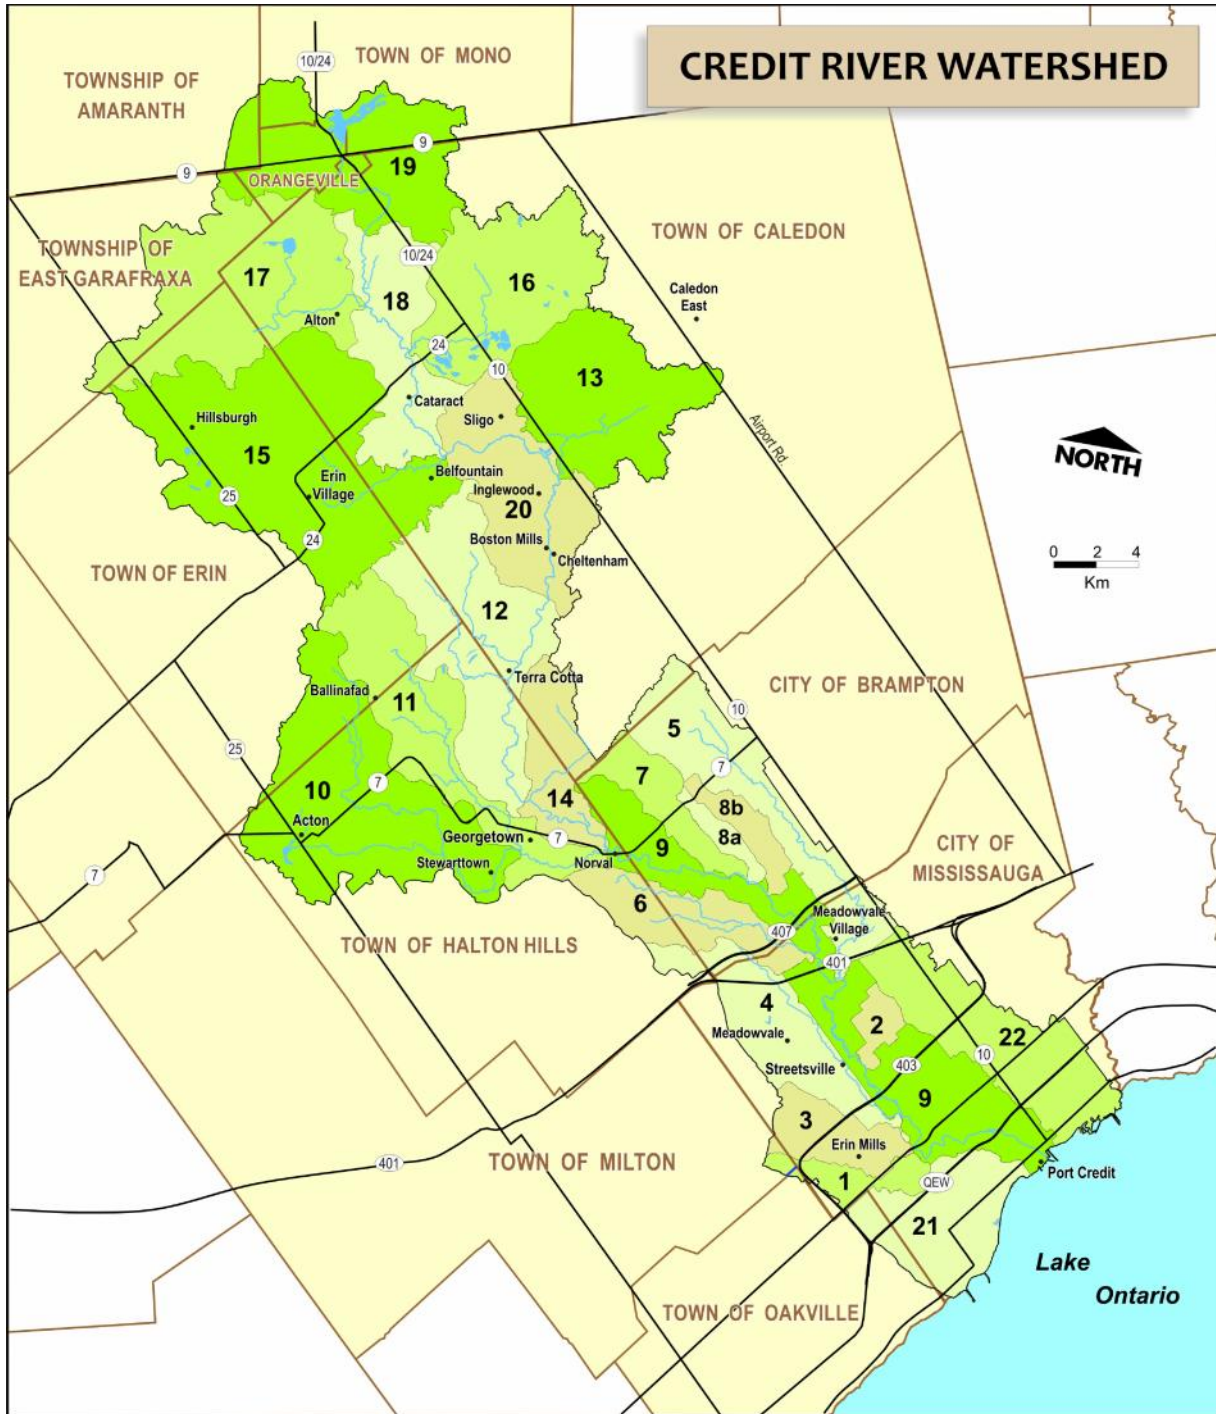 CREDIT RIVER WATERSHED
10/24
TOWN OF MONO
TOWNSHIP OF
AMARANTH
9
9
19
ORANGEVILLE
TOWNSHIP OF
EAST GARAFRAXA
TOWN OF CALEDON
10/24
17
16
18
Caledon
East
Alton
24
10
13
Cataract
Hillsburgh
Sligo
Airport Rd.
NORTH
15
Belfountain
Erin
Village
Inglewood
25
20
24
Boston Mills
Cheltenham
0 2 4
Km
TOWN OF ERIN
12
Terra Cotta
CITY OF BRAMPTON
Ballinafad
11
10
5
25
7
7
7
10
14
8b
Acton
8a
Georgetown
7
9
CITY OF
MISSISSAUGA
Norval
Stewarttown
7
6
Meadowvale
Village
407
TOWN OF HALTON HILLS
401
4
2
22
Meadowvale
10
Streetsville
403
9
3
Erin Mills
401
TOWN OF MILTON
Port Credit
1
QEW
21
Lake
Ontario
TOWN OF OAKVILLE